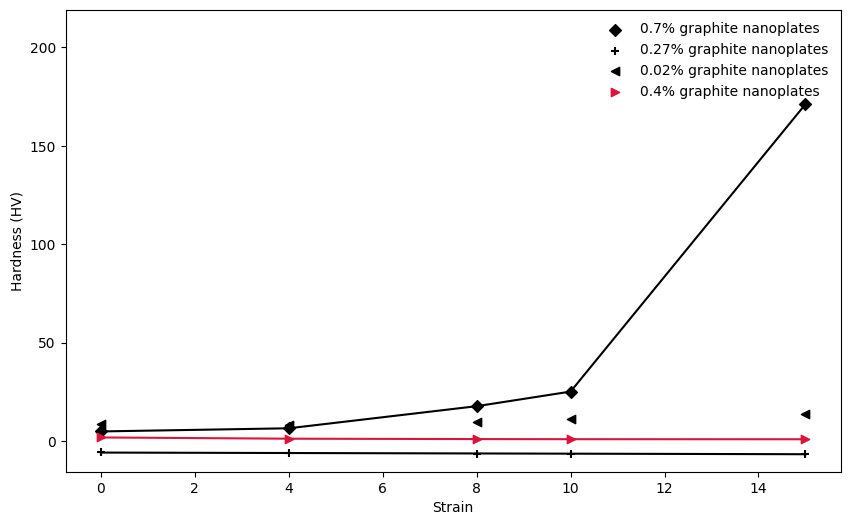 0.7% graphite nanoplates
0.27% graphite nanoplates
0.02% graphite nanoplates
0.4% graphite nanoplates
200
150
100
50
0
Hardness (HV)
0 2 4 6 8 10 12 14
Strain